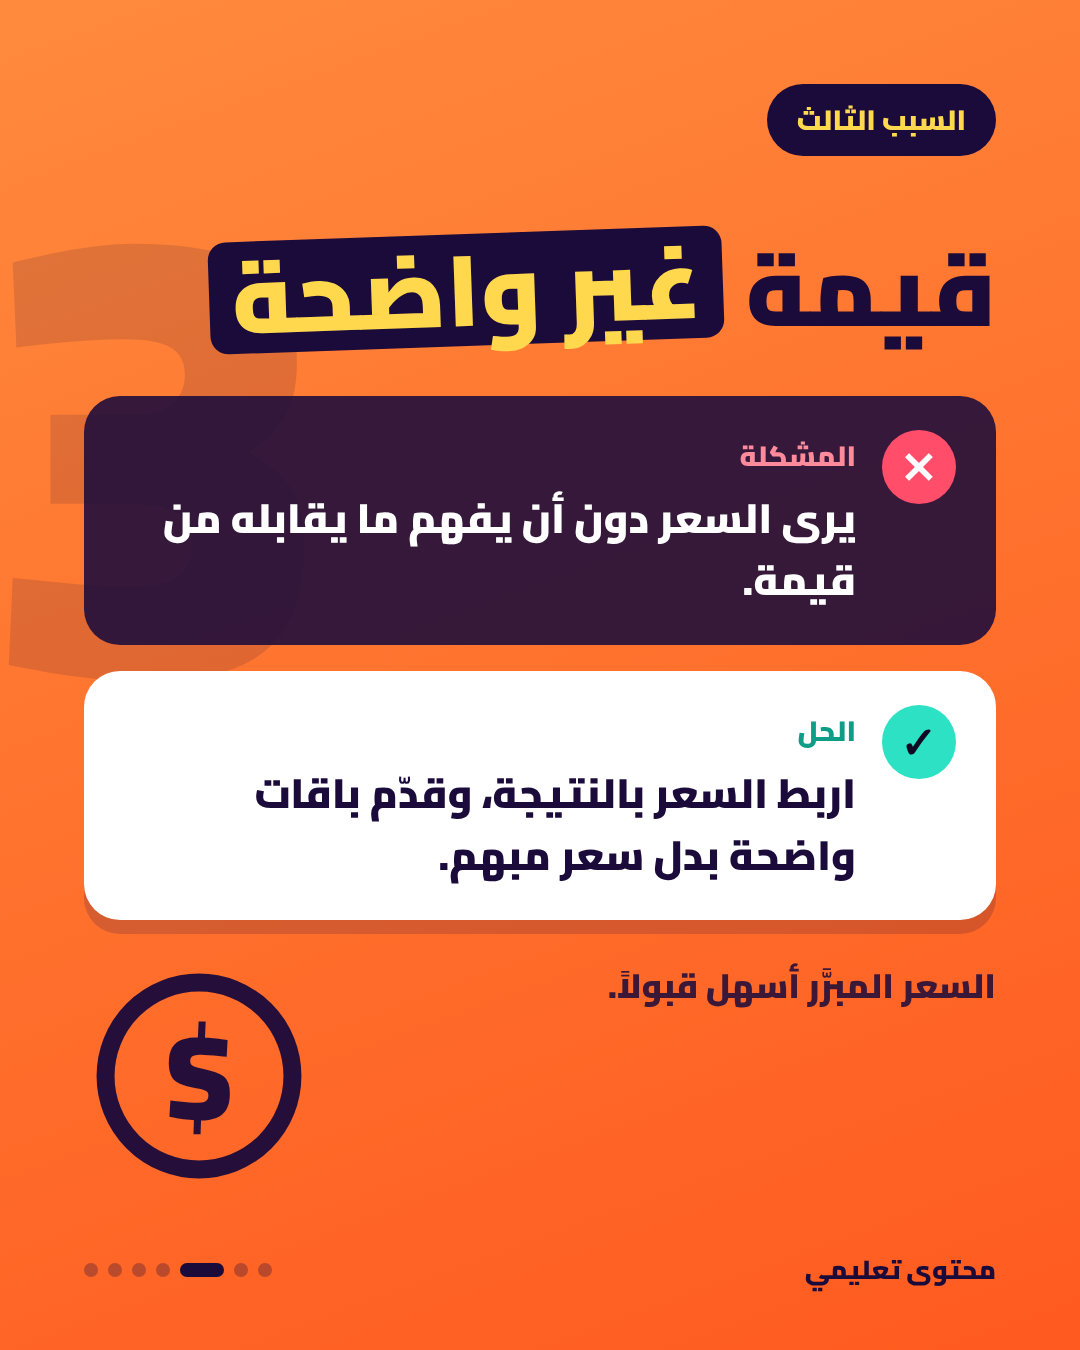 السبب الثالث
قيمة غير واضحة
3
✕
المشكلة
يرى السعر دون أن يفهم ما يقابله من
قيمة.
✓
الحل
اربط السعر بالنتيجة، وقدّم باقات
واضحة بدل سعر مبهم.
السعر المبرَّر أسهل قبولاً.
$
محتوى تعليمي